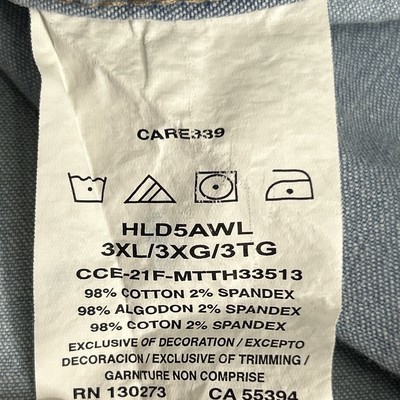 CARE339
HLD5AWL
3XL/3XG/3TG
CCE-21F-MTTH33513
98% COTTON 2% SPANDEX
98% ALGODON 2% SPANDEX
98% COTON 2% SPANDEX
EXCLUSIVE OF DECORATION / EXCEPTO
DECORACION / EXCLUSIVE OF TRIMMING /
GARNITURE NON COMPRISE
RN 130273 CA 55394